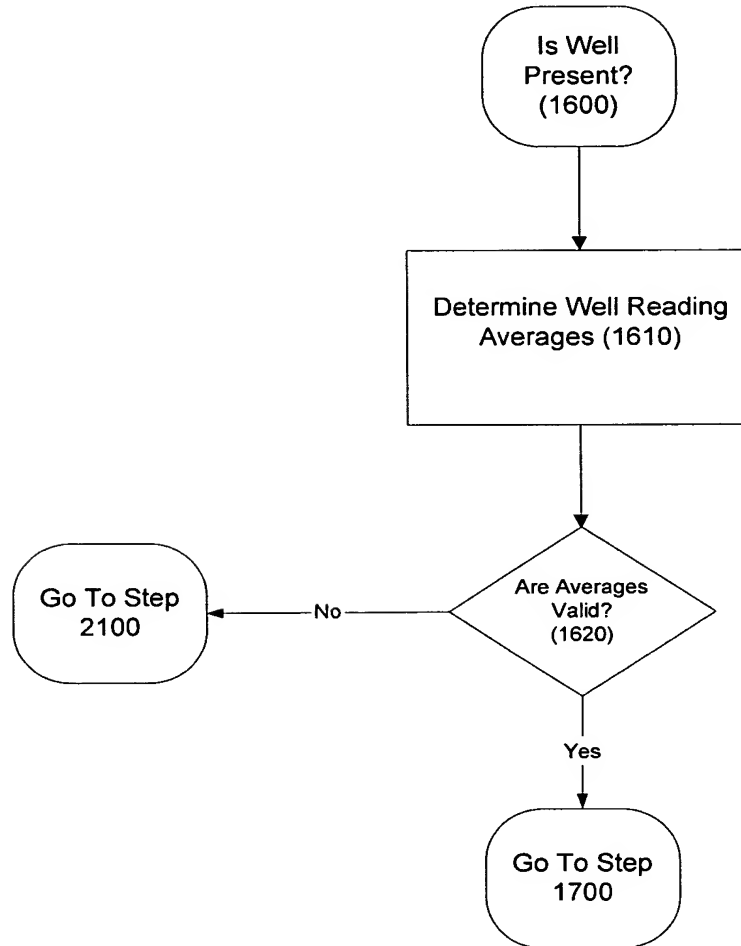 Is Well
Present?
(1600)
Determine Well Reading
Averages (1610)
Are Averages
Valid?
(1620)
No
Go To Step
2100
Yes
Go To Step
1700